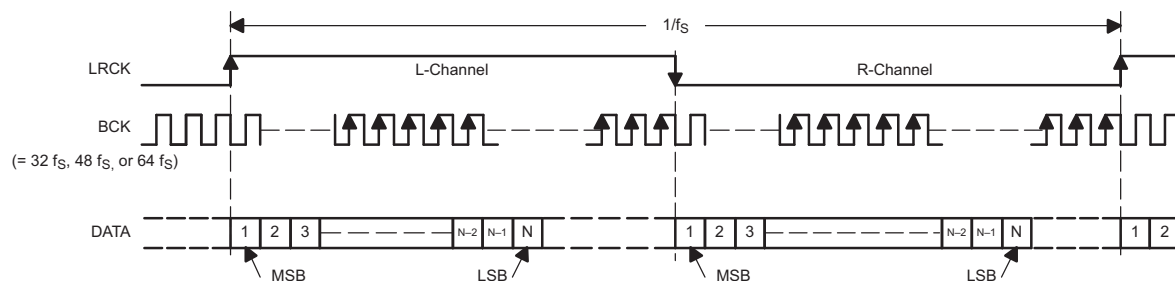 1/fS
LRCK
L-Channel
R-Channel
BCK
(= 32 fS, 48 fS, or 64 fS)
DATA
1 2 3 N–2 N–1 N 1 2 3 N–2 N–1 N 1 2
MSB LSB MSB LSB